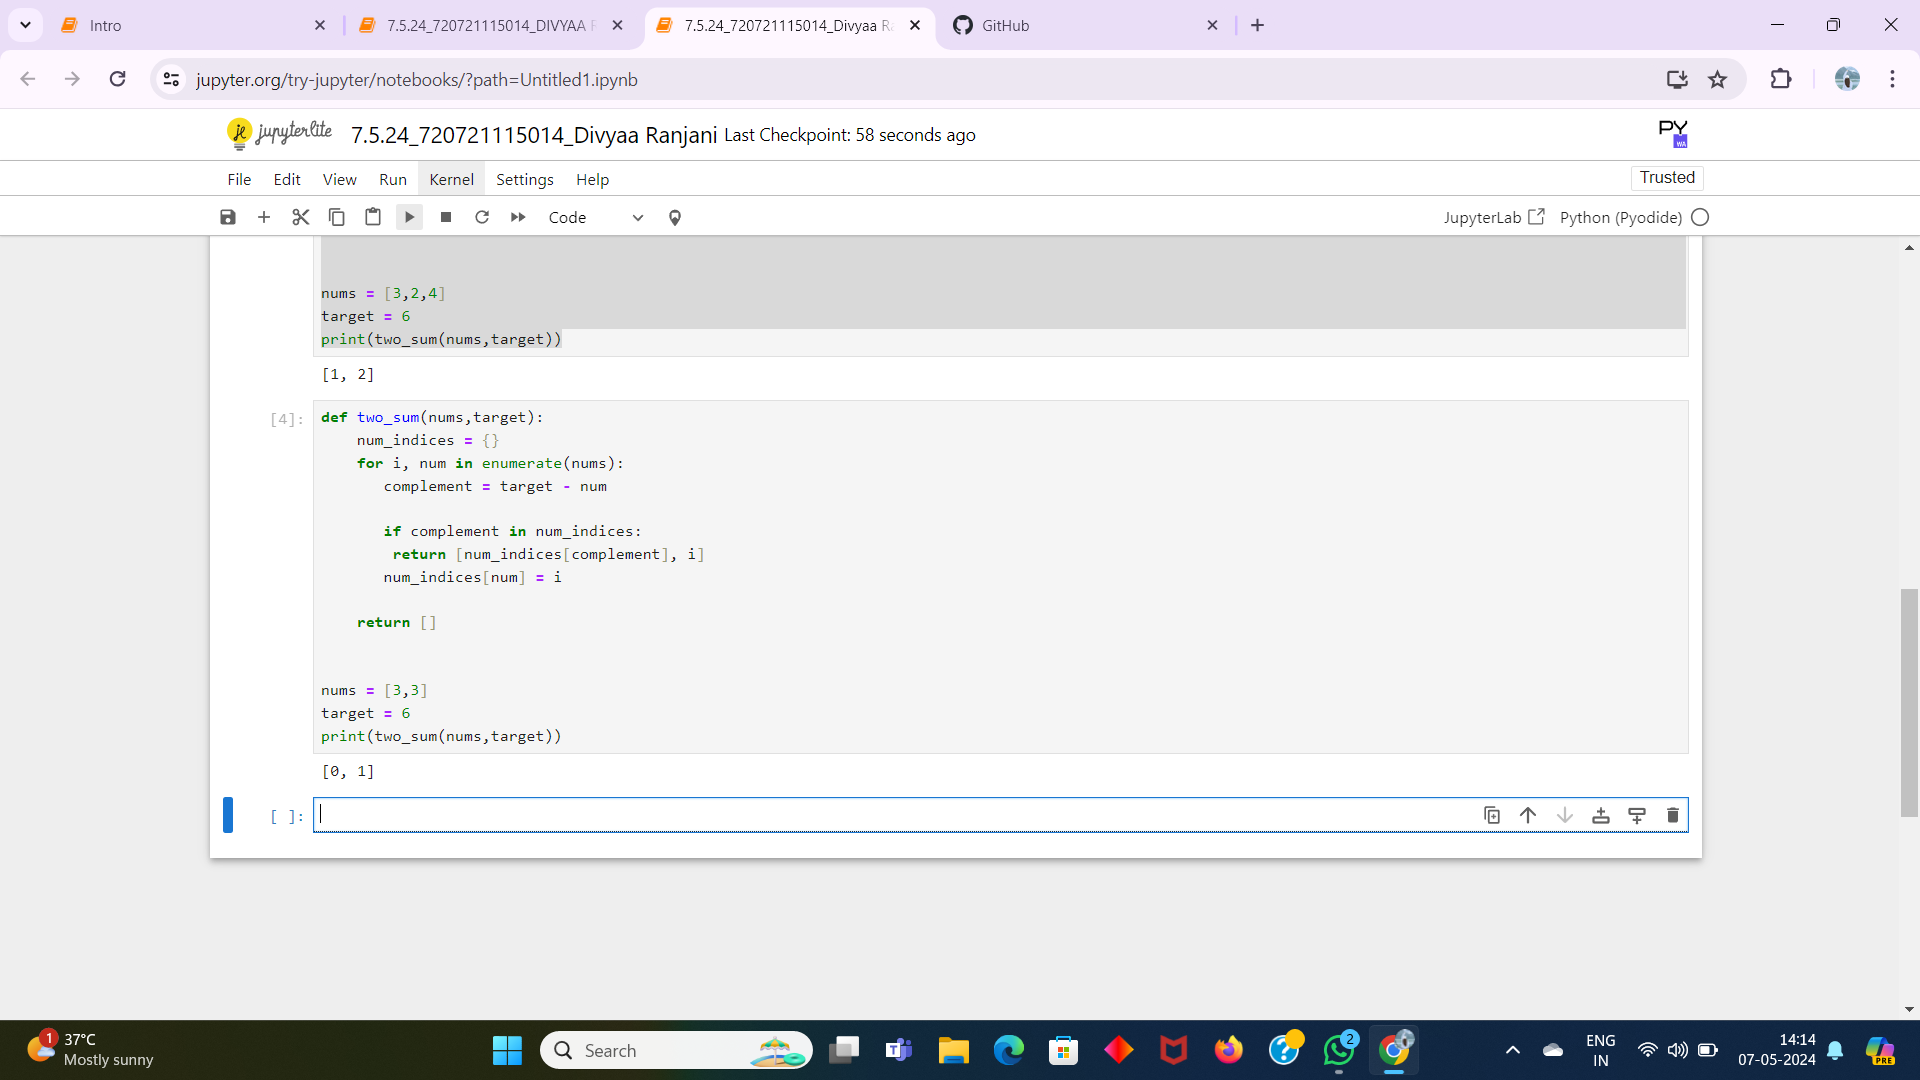 Intro
7.5.24_720721115014_DIVYAA R
7.5.24_720721115014_Divyaa Ra
GitHub
jupyter.org/try-jupyter/notebooks/?path=Untitled1.ipynb
jupyterlite
7.5.24_720721115014_Divyaa Ranjani Last Checkpoint: 58 seconds ago
PY
WA
File Edit View Run Kernel Settings Help
Trusted
Code
JupyterLab
Python (Pyodide)
nums = [3,2,4]
target = 6
print(two_sum(nums,target))
[1, 2]
[4]:
def two_sum(nums,target):
    num_indices = {}
    for i, num in enumerate(nums):
       complement = target - num
       if complement in num_indices:
        return [num_indices[complement], i]
       num_indices[num] = i
    return []
nums = [3,3]
target = 6
print(two_sum(nums,target))
[0, 1]
[ ]:
1
37°C
Mostly sunny
Search
2
ENG
IN
14:14
07-05-2024
PRE